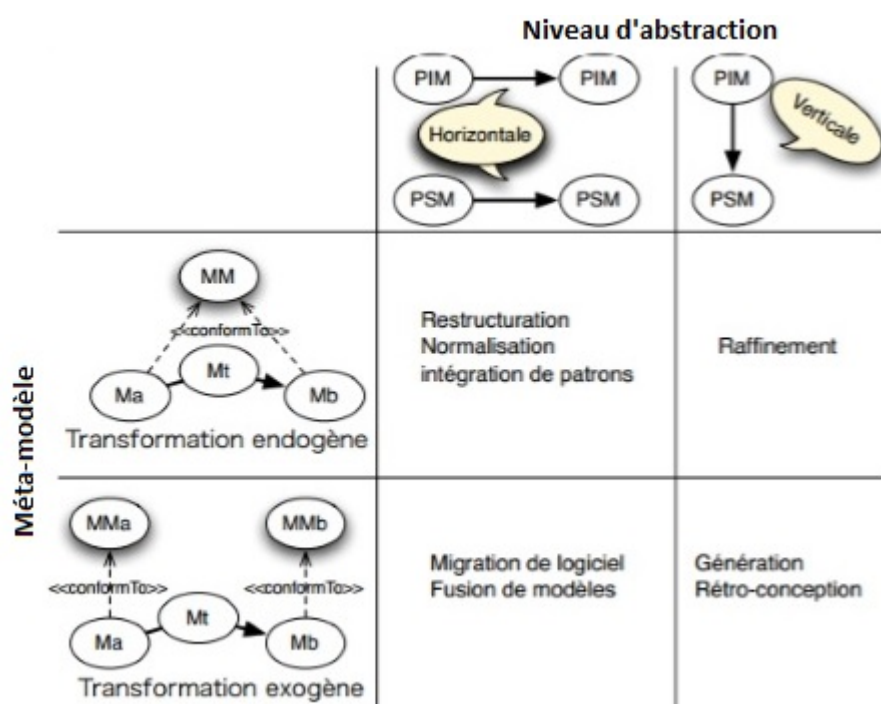 Niveau d'abstraction
PIM
PIM
PIM
Horizontale
Verticale
PSM
PSM
PSM
Méta-modèle
MM
<<conformTo>>
Mt
Ma
Mb
Transformation endogène
Restructuration
Normalisation
intégration de patrons
Raffinement
MMa
MMb
<<conformTo>>
<<conformTo>>
Mt
Ma
Mb
Transformation exogène
Migration de logiciel
Fusion de modèles
Génération
Rétro-conception